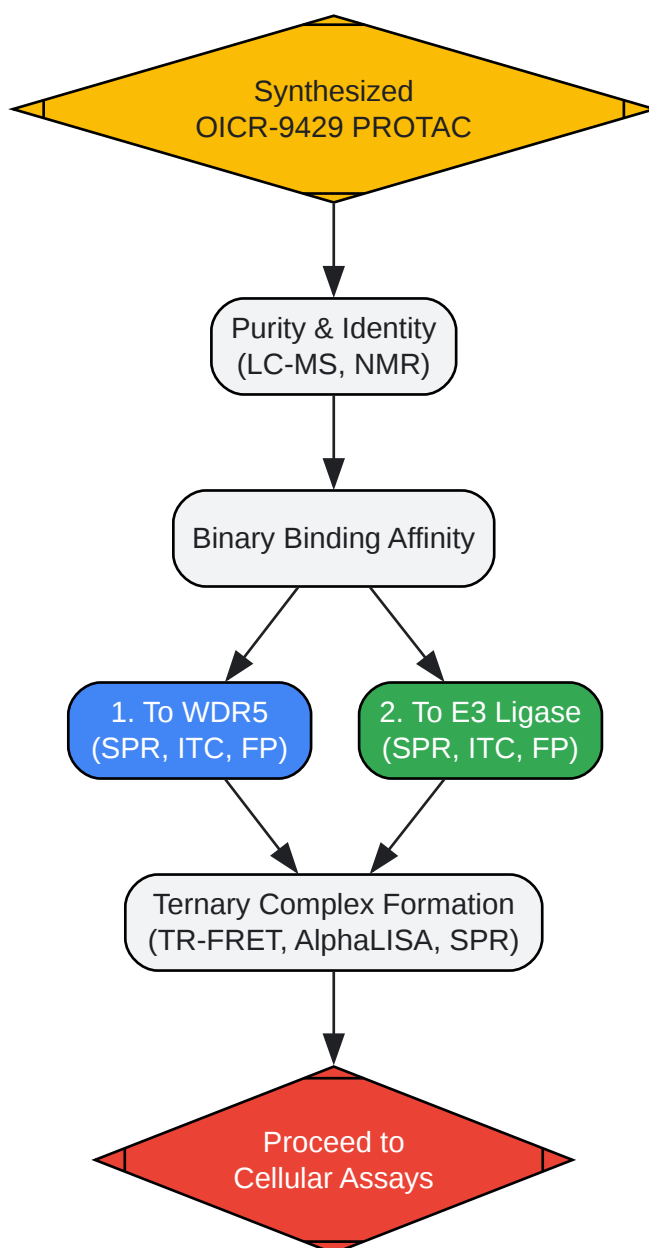 Synthesized
OICR-9429 PROTAC
Purity & Identity
(LC-MS, NMR)
Binary Binding Affinity
1. To WDR5
(SPR, ITC, FP)
2. To E3 Ligase
(SPR, ITC, FP)
Ternary Complex Formation
(TR-FRET, AlphaLISA, SPR)
Proceed to
Cellular Assays